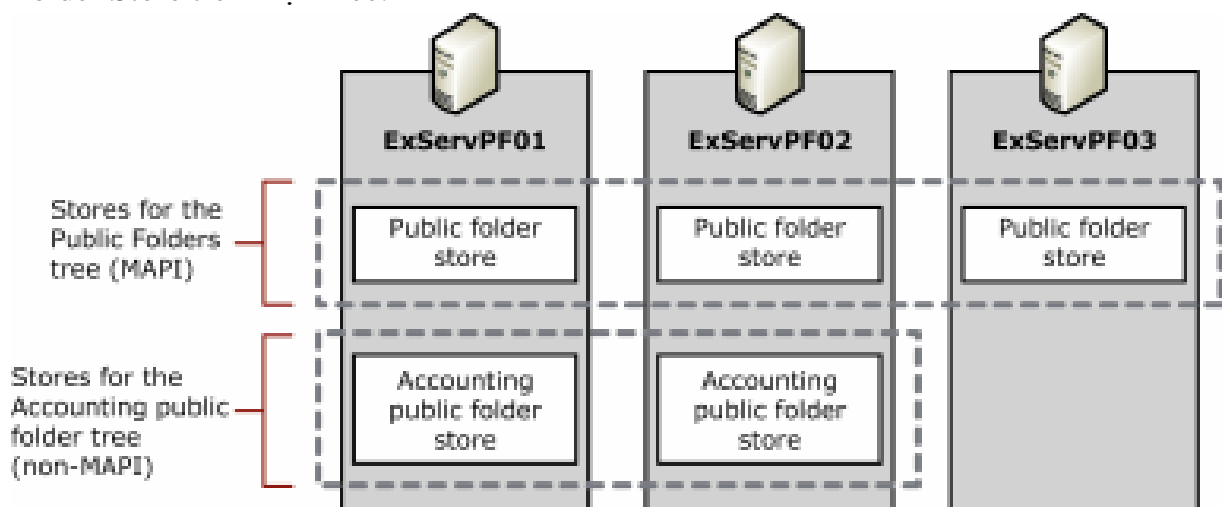 ExServPF01
ExServPF02
ExServPF03
Stores for the
Public Folders
tree (MAPI)
Public folder
store
Public folder
store
Public folder
store
Stores for the
Accounting public
folder tree
(non-MAPI)
Accounting
public folder
store
Accounting
public folder
store